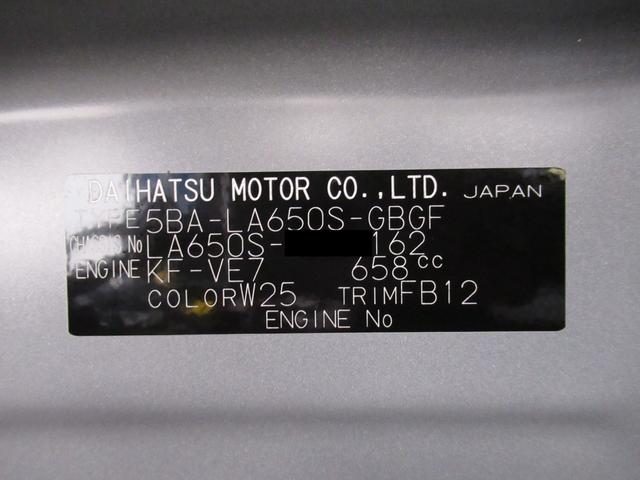 DAIHATSU MOTOR CO.,LTD. JAPAN
TYPE 5BA-LA650S-GBGF
CHASSIS No LA650S- 162
ENGINE KF-VE7 658cc
COLOR W25 TRIM FB12
ENGINE No